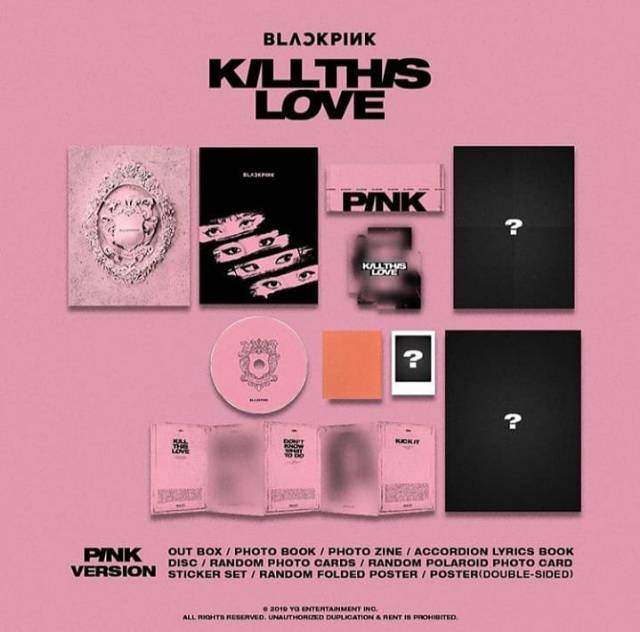 BLACKPINK
KILL THIS
LOVE
BLACKPINK
PINK
KILL THIS
LOVE
?
?
BLACKPINK
?
KILL
THIS
LOVE
DON'T
KNOW
WHAT
TO DO
KICK IT
PINK
VERSION
OUT BOX / PHOTO BOOK / PHOTO ZINE / ACCORDION LYRICS BOOK
DISC / RANDOM PHOTO CARDS / RANDOM POLAROID PHOTO CARD
STICKER SET / RANDOM FOLDED POSTER / POSTER(DOUBLE-SIDED)
© 2019 YG ENTERTAINMENT INC.
ALL RIGHTS RESERVED. UNAUTHORIZED DUPLICATION & RENT IS PROHIBITED.